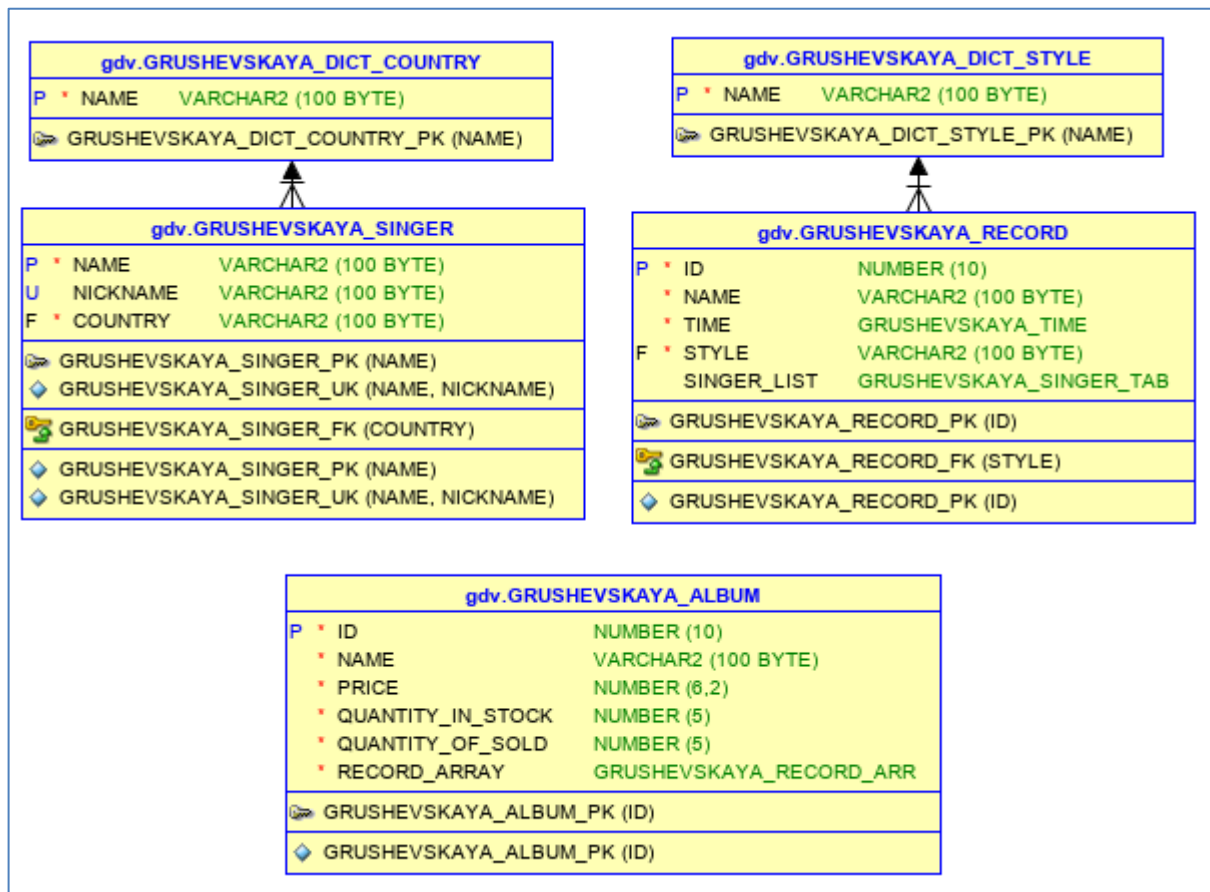 gdv.GRUSHEVSKAYA_DICT_COUNTRY
P * NAME VARCHAR2 (100 BYTE)
GRUSHEVSKAYA_DICT_COUNTRY_PK (NAME)
gdv.GRUSHEVSKAYA_DICT_STYLE
P * NAME VARCHAR2 (100 BYTE)
GRUSHEVSKAYA_DICT_STYLE_PK (NAME)
gdv.GRUSHEVSKAYA_SINGER
P * NAME VARCHAR2 (100 BYTE)
U NICKNAME VARCHAR2 (100 BYTE)
F * COUNTRY VARCHAR2 (100 BYTE)
GRUSHEVSKAYA_SINGER_PK (NAME)
GRUSHEVSKAYA_SINGER_UK (NAME, NICKNAME)
GRUSHEVSKAYA_SINGER_FK (COUNTRY)
GRUSHEVSKAYA_SINGER_PK (NAME)
GRUSHEVSKAYA_SINGER_UK (NAME, NICKNAME)
gdv.GRUSHEVSKAYA_RECORD
P * ID NUMBER (10)
* NAME VARCHAR2 (100 BYTE)
* TIME GRUSHEVSKAYA_TIME
F * STYLE VARCHAR2 (100 BYTE)
SINGER_LIST GRUSHEVSKAYA_SINGER_TAB
GRUSHEVSKAYA_RECORD_PK (ID)
GRUSHEVSKAYA_RECORD_FK (STYLE)
GRUSHEVSKAYA_RECORD_PK (ID)
gdv.GRUSHEVSKAYA_ALBUM
P * ID NUMBER (10)
* NAME VARCHAR2 (100 BYTE)
* PRICE NUMBER (6,2)
* QUANTITY_IN_STOCK NUMBER (5)
* QUANTITY_OF_SOLD NUMBER (5)
* RECORD_ARRAY GRUSHEVSKAYA_RECORD_ARR
GRUSHEVSKAYA_ALBUM_PK (ID)
GRUSHEVSKAYA_ALBUM_PK (ID)